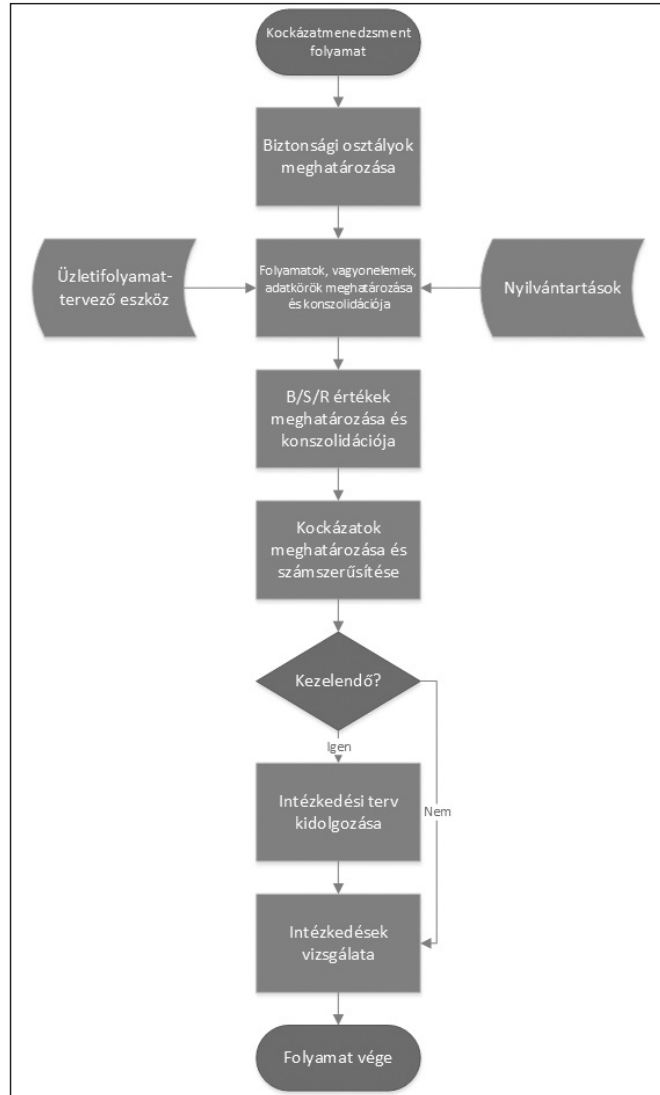 Kockázatmenedzsment
folyamat
Biztonsági osztályok
meghatározása
Üzletifolyamat-
tervező eszköz
Folyamatok, vagyonelemek,
adatkörök meghatározása
és konszolidációja
Nyilvántartások
B/S/R értékek
meghatározása és
konszolidációja
Kockázatok
meghatározása és
számszerűsítése
Kezelendő?
Igen
Intézkedési terv
kidolgozása
Nem
Intézkedések
vizsgálata
Folyamat vége